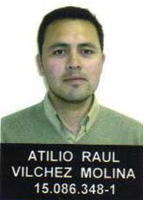 ATILIO RAUL
VILCHEZ MOLINA
15.086.348-1